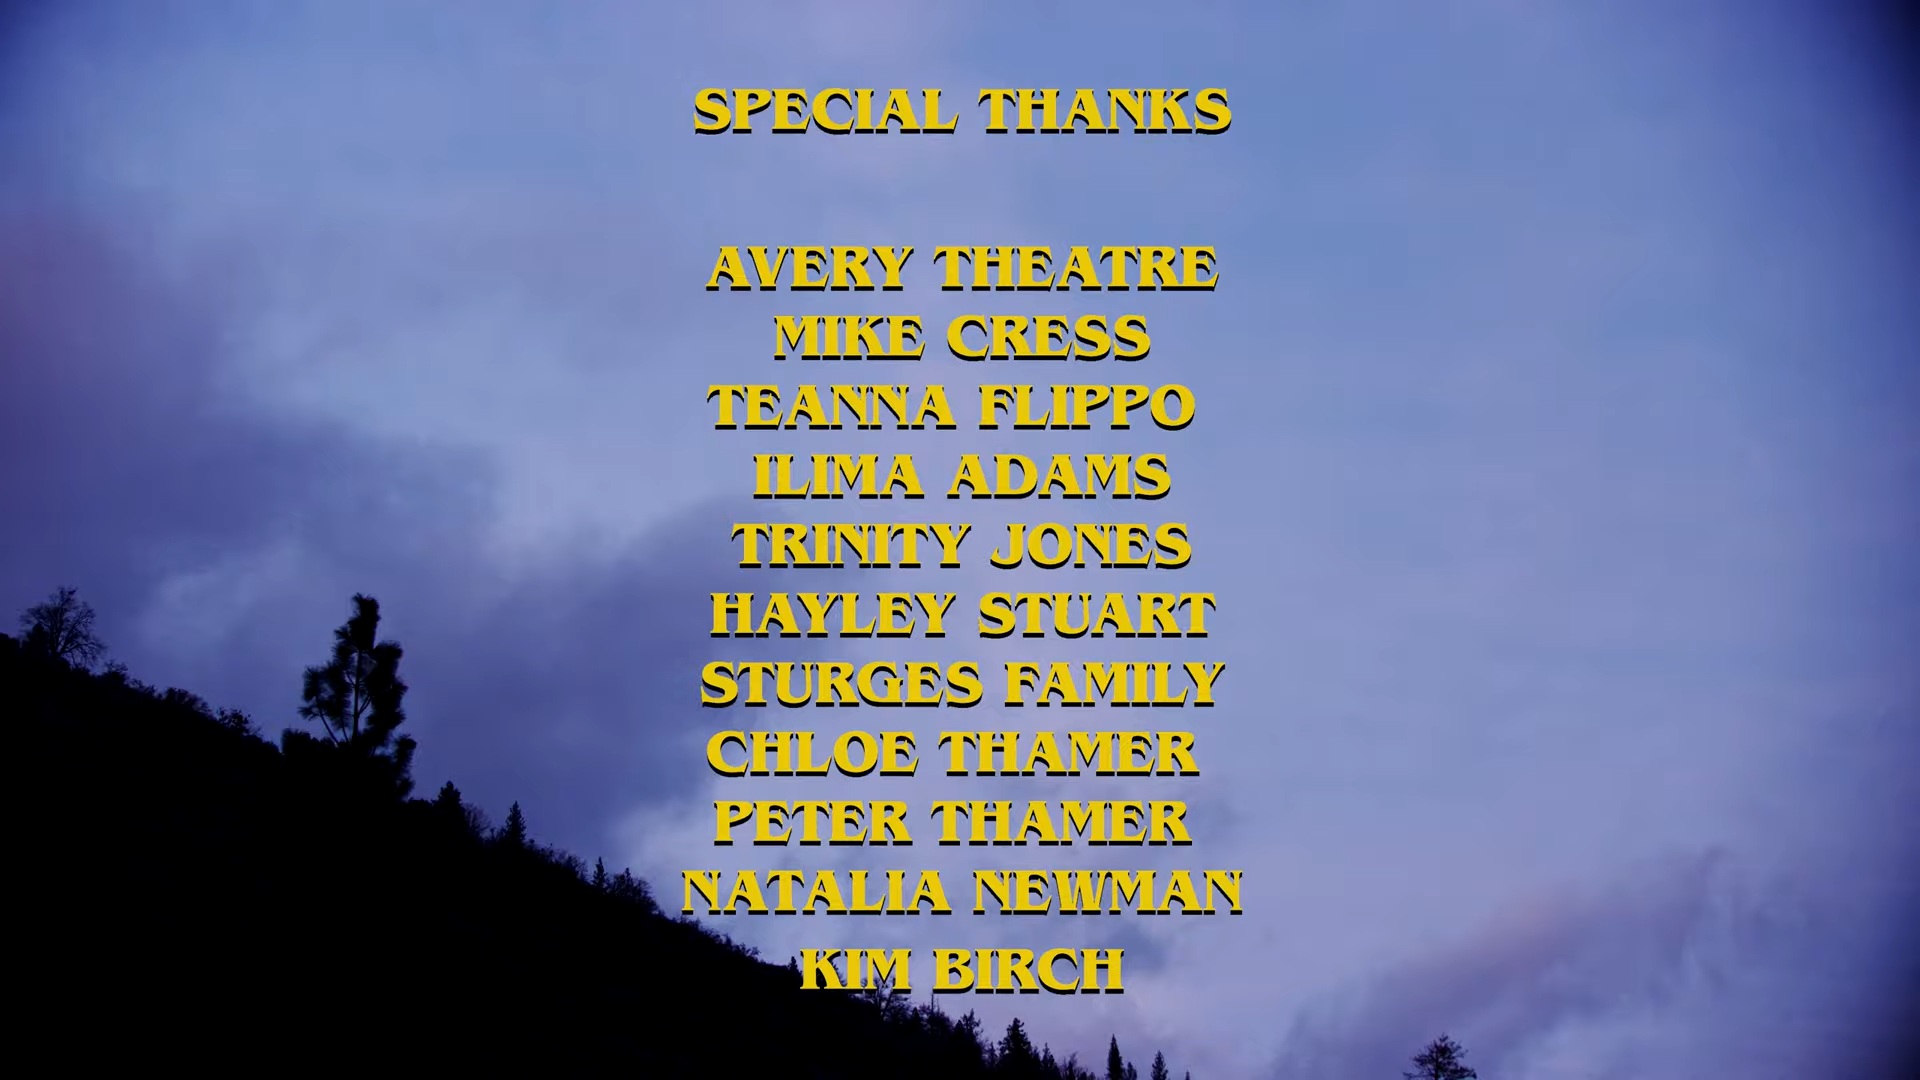 SPECIAL THANKS
AVERY THEATRE
MIKE CRESS
TEANNA FLIPPO
ILIMA ADAMS
TRINITY JONES
HAYLEY STUART
STURGES FAMILY
CHLOE THAMER
PETER THAMER
NATALIA NEWMAN
KIM BIRCH